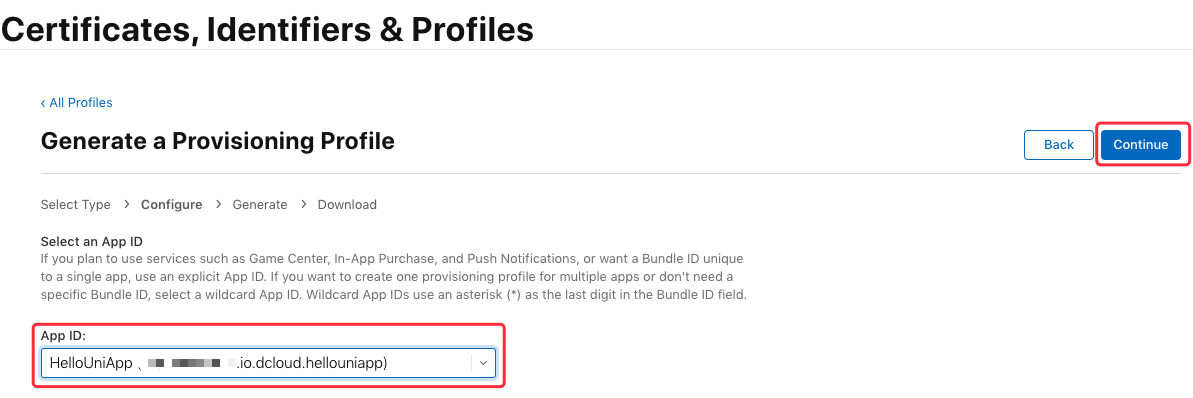 Certificates, Identifiers & Profiles
‹ All Profiles
Generate a Provisioning Profile
Back
Continue
Select Type > Configure > Generate > Download
Select an App ID
If you plan to use services such as Game Center, In-App Purchase, and Push Notifications, or want a Bundle ID unique
to a single app, use an explicit App ID. If you want to create one provisioning profile for multiple apps or don't need a
specific Bundle ID, select a wildcard App ID. Wildcard App IDs use an asterisk (*) as the last digit in the Bundle ID field.
App ID:
HelloUniApp .io.dcloud.hellouniapp)